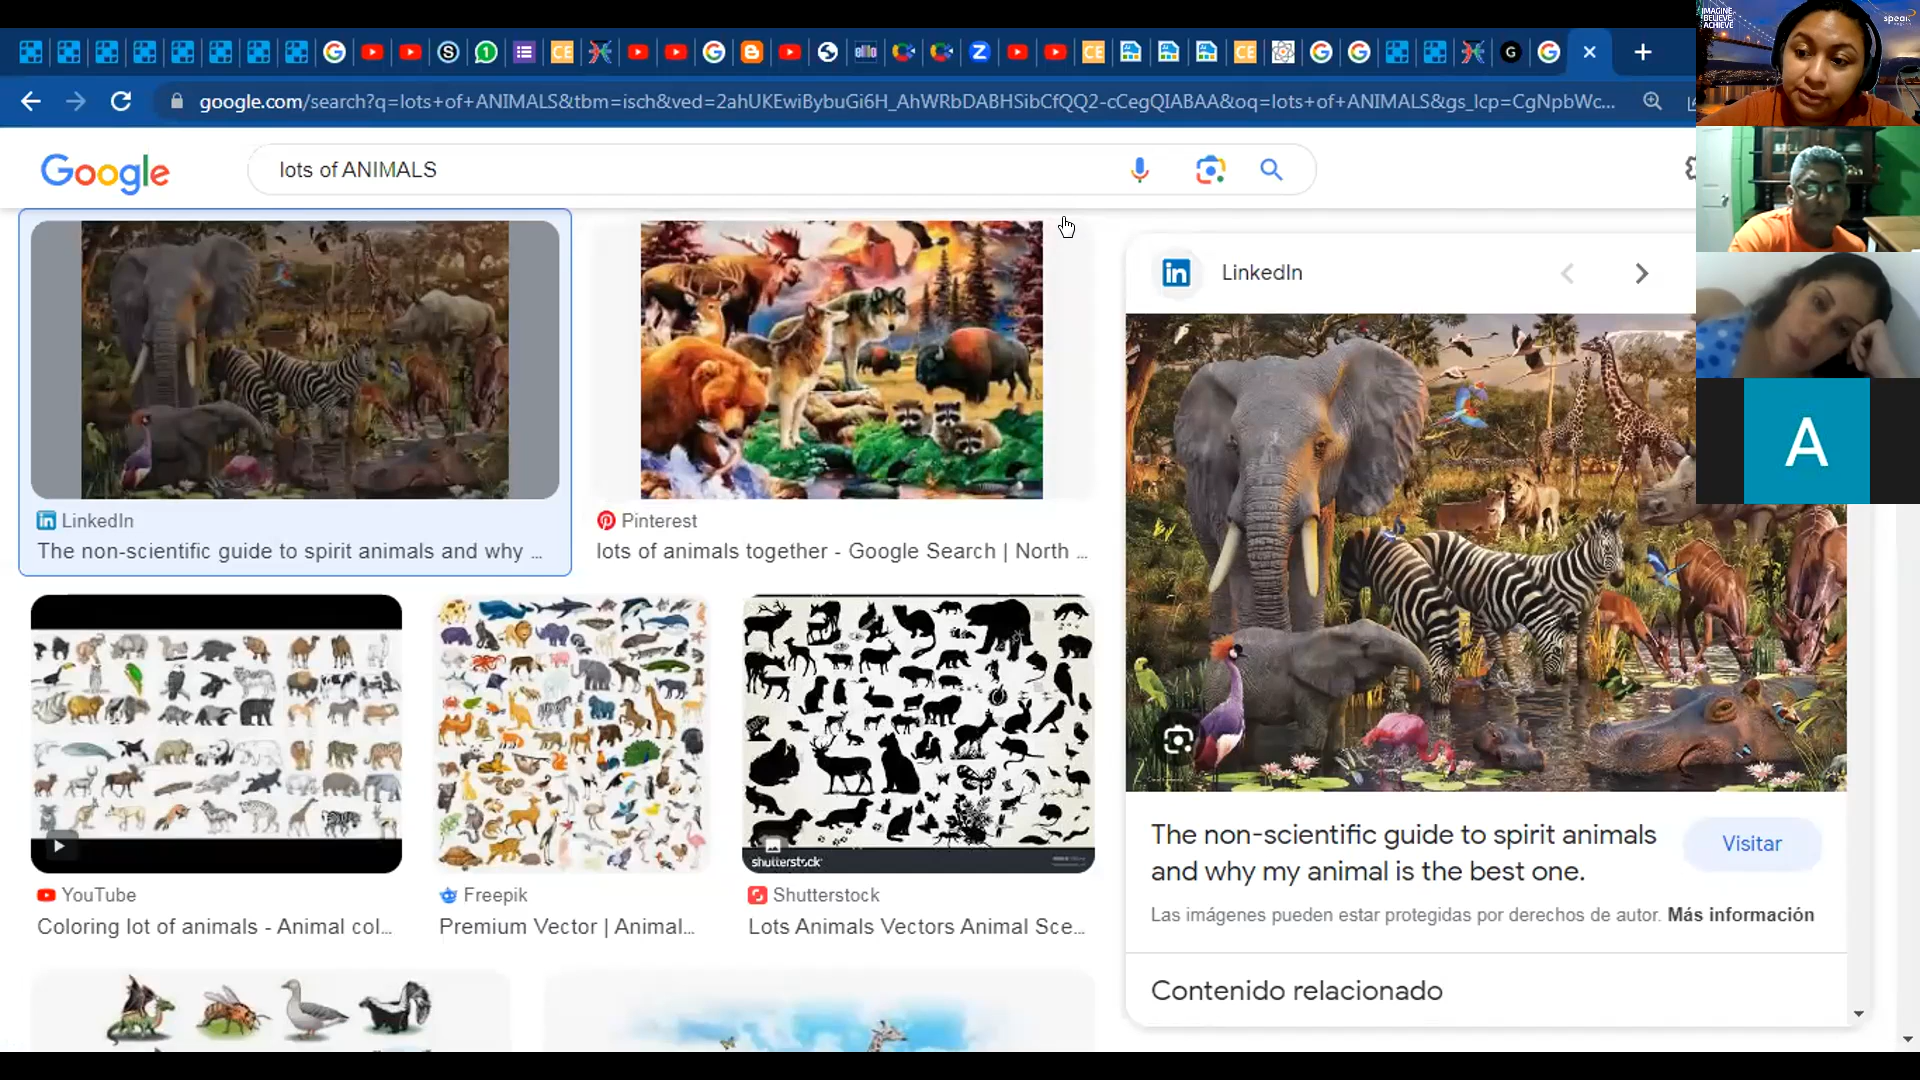 IMAGINE.
BELIEVE.
ACHIEVE
speak
google.com/search?q=lots+of+ANIMALS&tbm=isch&ved=2ahUKEwiBybuGi6H_AhWRbDABHSibCfQQ2-cCegQIABAA&oq=lots+of+ANIMALS&gs_lcp=CgNpbWc...
Google
lots of ANIMALS
LinkedIn
The non-scientific guide to spirit animals and why ...
Pinterest
lots of animals together - Google Search | North ...
YouTube
Coloring lot of animals - Animal col...
Freepik
Premium Vector | Animal...
shutterstock
Shutterstock
Lots Animals Vectors Animal Sce...
LinkedIn
The non-scientific guide to spirit animals
and why my animal is the best one.
Visitar
Las imágenes pueden estar protegidas por derechos de autor. Más información
Contenido relacionado
A